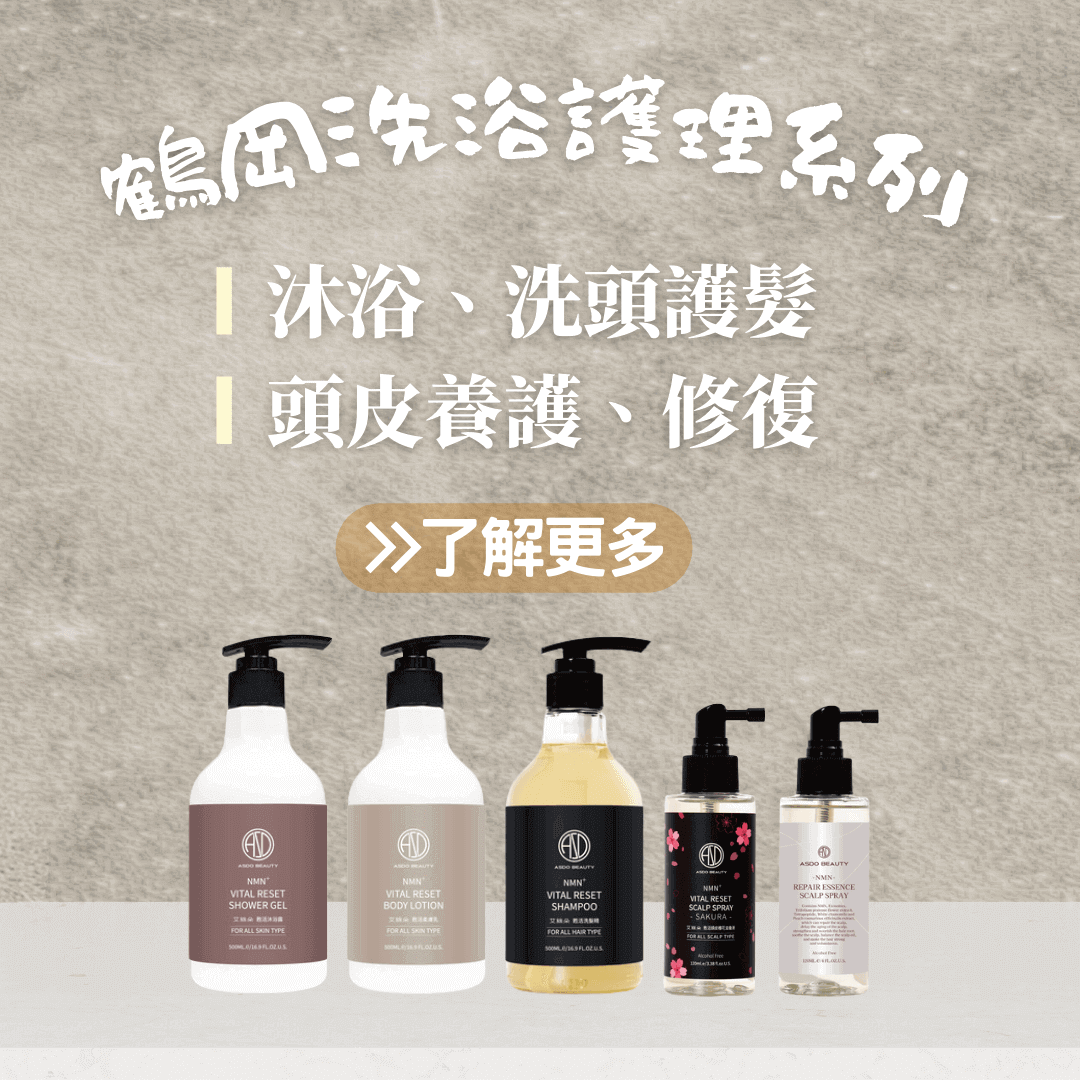 鶴岡洗浴護理系列
沐浴、洗頭護髮
頭皮養護、修復
>>了解更多
ASDO BEAUTY
NMN+
VITAL RESET
SHOWER GEL
FOR ALL SKIN TYPE
500ML.℮/16.9 FL.OZ.U.S.
ASDO BEAUTY
NMN+
VITAL RESET
BODY LOTION
FOR ALL SKIN TYPE
500ML.℮/16.9 FL.OZ.U.S.
ASDO BEAUTY
NMN+
VITAL RESET
SHAMPOO
FOR ALL HAIR TYPE
500ML.℮/16.9 FL.OZ.U.S.
ASDO BEAUTY
NMN+
VITAL RESET
SCALP SPRAY
- SAKURA -
FOR ALL SCALP TYPE
Alcohol Free
ASDO BEAUTY
-NMN-
REPAIR ESSENCE
SCALP SPRAY
Alcohol Free